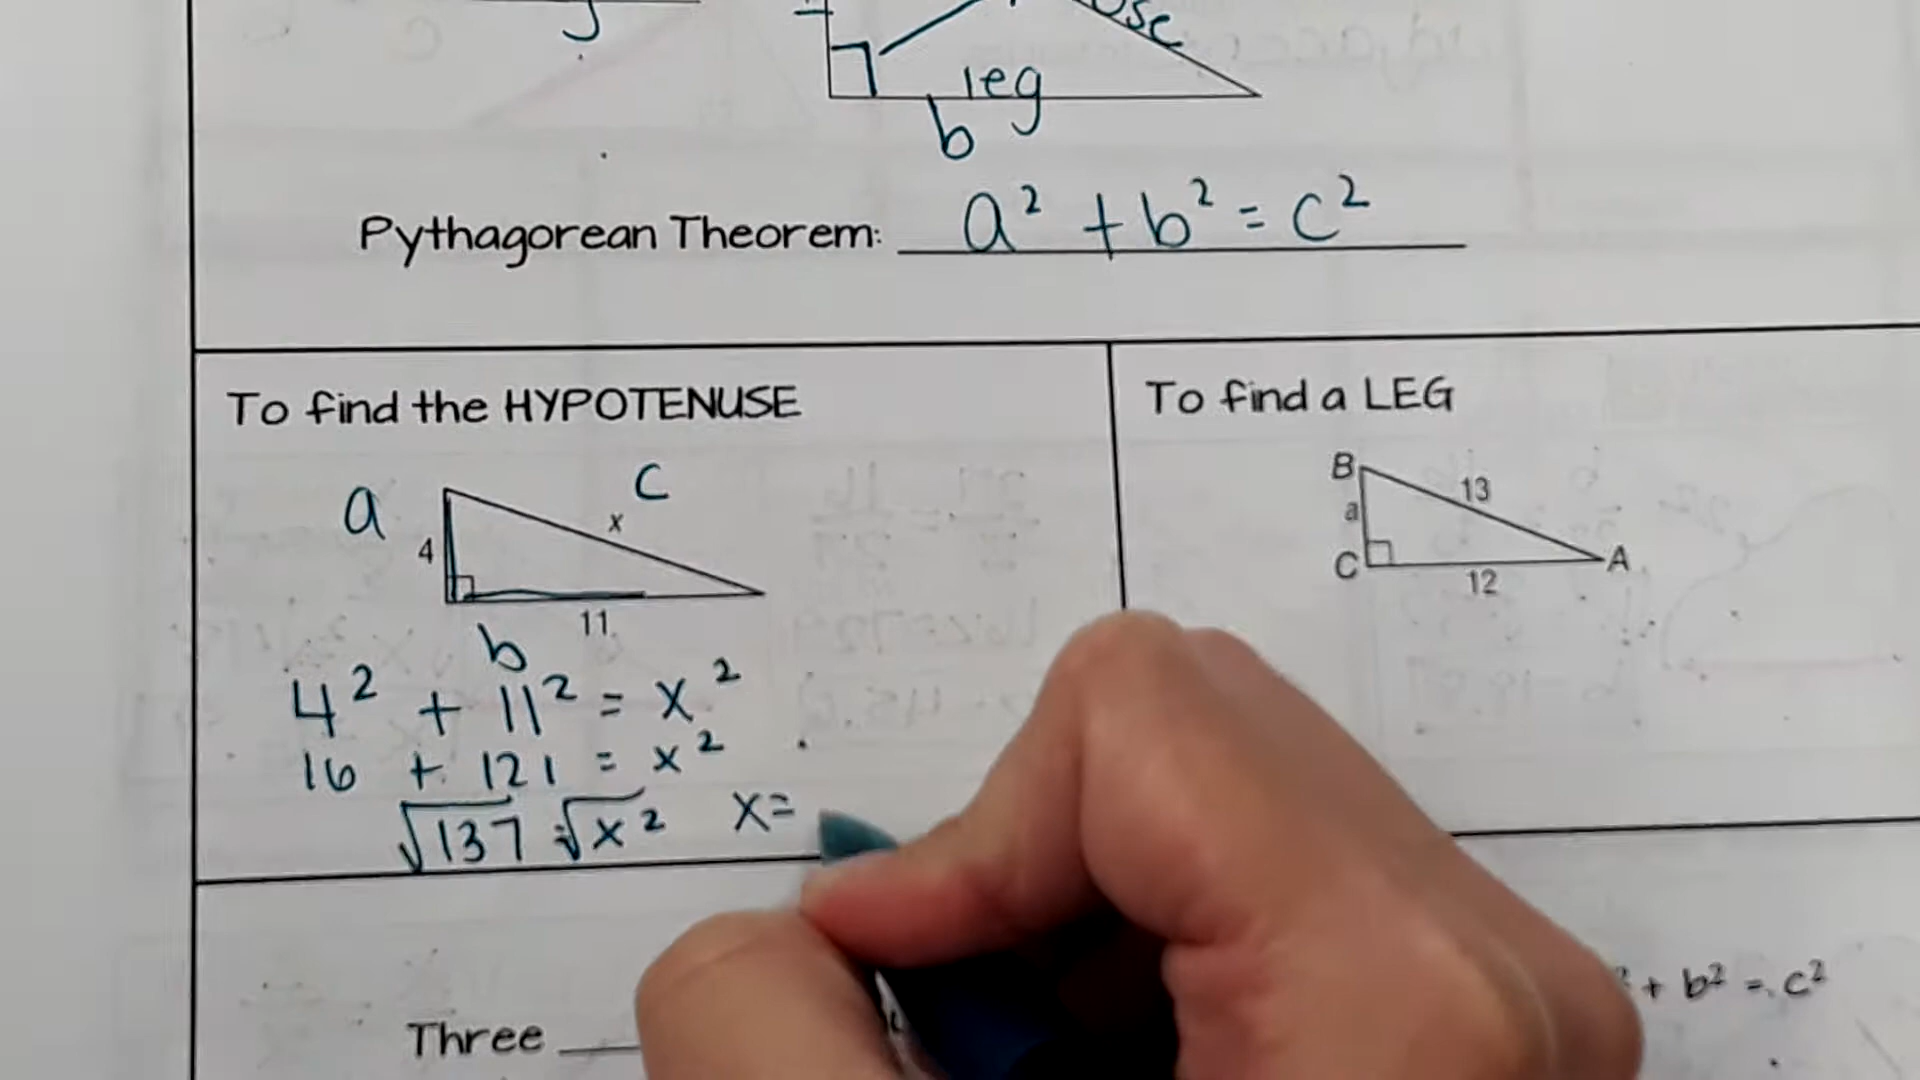 leg
b
Pythagorean Theorem: a² + b² = c²
To find the HYPOTENUSE
a
c
x
4
11
b
4² + 11² = x²
16 + 121 = x²
√137 = √x² x=
To find a LEG
B
13
a
C
12
A
+ b² = c²
Three